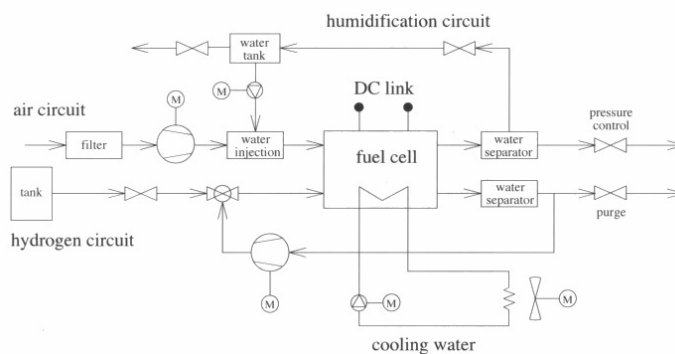 humidification circuit
water
tank
M
DC link
air circuit
M
pressure
control
filter
water
injection
fuel cell
water
separator
tank
water
separator
purge
hydrogen circuit
M
M
M
cooling water